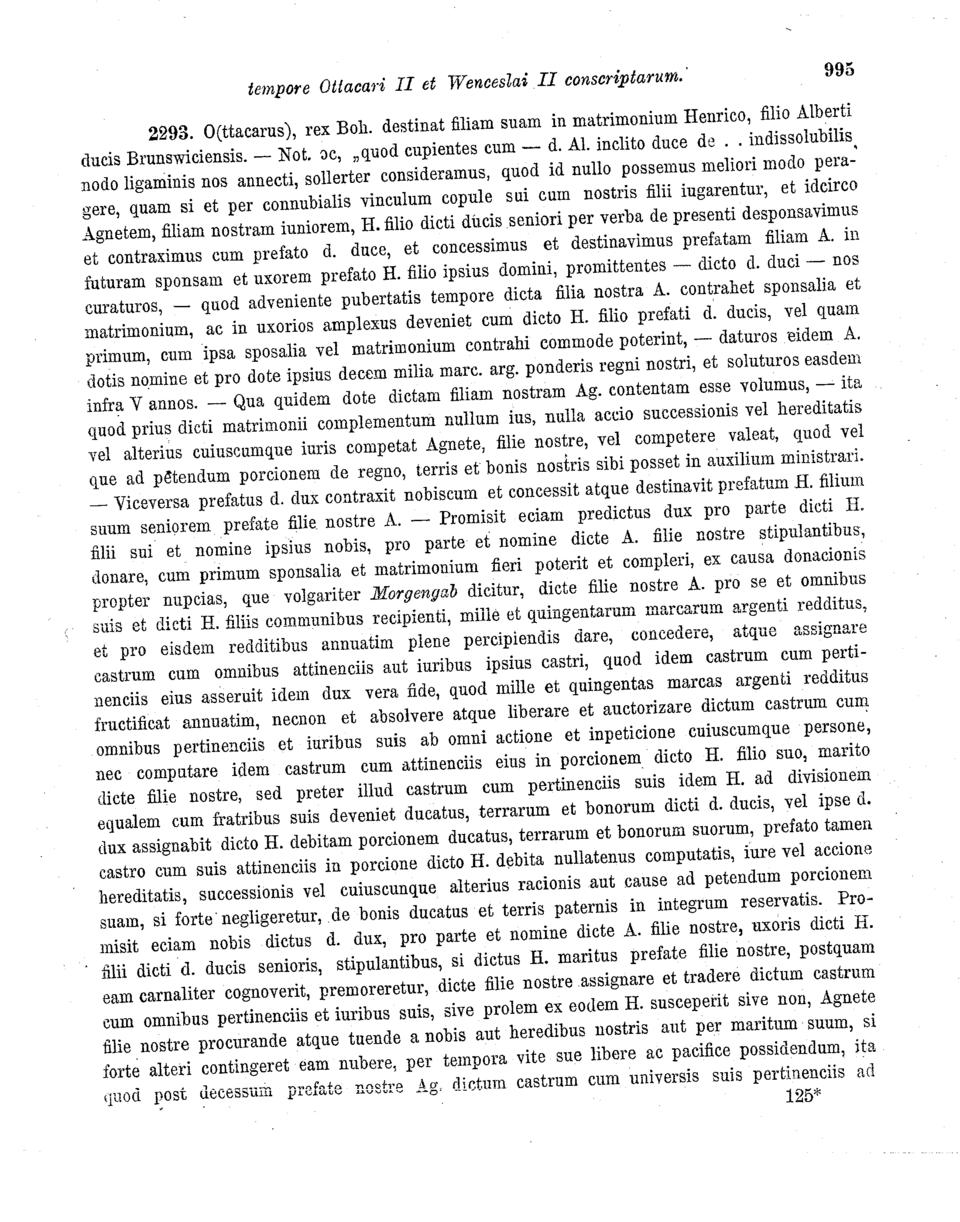 tempore Ottacari II et Wenceslai II conscriptarum.
995
2293. O(ttacarus), rex Boh. destinat filiam suam in matrimonium Henrico, filio Alberti
ducis Brunswiciensis. — Not. ɔc, „quod cupientes cum — d. Al. inclito duce de . . indissolubilis
nodo ligaminis nos annecti, sollerter consideramus, quod id nullo possemus meliori modo pera-
gere, quam si et per connubialis vinculum copule sui cum nostris filii iugarentur, et idcirco
Agnetem, filiam nostram iuniorem, H. filio dicti ducis seniori per verba de presenti desponsavimus
et contraximus cum prefato d. duce, et concessimus et destinavimus prefatam filiam A. in
futuram sponsam et uxorem prefato H. filio ipsius domini, promittentes — dicto d. duci — nos
curaturos, — quod adveniente pubertatis tempore dicta filia nostra A. contrahet sponsalia et
matrimonium, ac in uxorios amplexus deveniet cum dicto H. filio prefati d. ducis, vel quam
primum, cum ipsa sposalia vel matrimonium contrahi commode poterint, — daturos eidem A.
dotis nomine et pro dote ipsius decem milia marc. arg. ponderis regni nostri, et soluturos easdem
infra V annos. — Qua quidem dote dictam filiam nostram Ag. contentam esse volumus, — ita
quod prius dicti matrimonii complementum nullum ius, nulla accio successionis vel hereditatis
vel alterius cuiuscumque iuris competat Agnete, filie nostre, vel competere valeat, quod vel
que ad petendum porcionem de regno, terris et bonis nostris sibi posset in auxilium ministrari.
— Viceversa prefatus d. dux contraxit nobiscum et concessit atque destinavit prefatum H. filium
suum seniorem prefate filie nostre A. — Promisit eciam predictus dux pro parte dicti H.
filii sui et nomine ipsius nobis, pro parte et nomine dicte A. filie nostre stipulantibus,
donare, cum primum sponsalia et matrimonium fieri poterit et compleri, ex causa donacionis
propter nupcias, que volgariter Morgengab dicitur, dicte filie nostre A. pro se et omnibus
suis et dicti H. filiis communibus recipienti, mille et quingentarum marcarum argenti redditus,
et pro eisdem redditibus annuatim plene percipiendis dare, concedere, atque assignare
castrum cum omnibus attinenciis aut iuribus ipsius castri, quod idem castrum cum perti-
nenciis eius asseruit idem dux vera fide, quod mille et quingentas marcas argenti redditus
fructificat annuatim, necnon et absolvere atque liberare et auctorizare dictum castrum cum
omnibus pertinenciis et iuribus suis ab omni actione et inpeticione cuiuscumque persone,
nec computare idem castrum cum attinenciis eius in porcionem dicto H. filio suo, marito
dicte filie nostre, sed preter illud castrum cum pertinenciis suis idem H. ad divisionem
equalem cum fratribus suis deveniet ducatus, terrarum et bonorum dicti d. ducis, vel ipse d.
dux assignabit dicto H. debitam porcionem ducatus, terrarum et bonorum suorum, prefato tamen
castro cum suis attinenciis in porcione dicto H. debita nullatenus computatis, iure vel accione
hereditatis, successionis vel cuiuscunque alterius racionis aut cause ad petendum porcionem
suam, si forte negligeretur, de bonis ducatus et terris paternis in integrum reservatis. Pro-
misit eciam nobis dictus d. dux, pro parte et nomine dicte A. filie nostre, uxoris dicti H.
filii dicti d. ducis senioris, stipulantibus, si dictus H. maritus prefate filie nostre, postquam
eam carnaliter cognoverit, premoreretur, dicte filie nostre assignare et tradere dictum castrum
cum omnibus pertinenciis et iuribus suis, sive prolem ex eodem H. susceperit sive non, Agnete
filie nostre procurande atque tuende a nobis aut heredibus nostris aut per maritum suum, si
forte alteri contingeret eam nubere, per tempora vite sue libere ac pacifice possidendum, ita
quod post decessum prefate nostre Ag. dictum castrum cum universis suis pertinenciis ad
125*